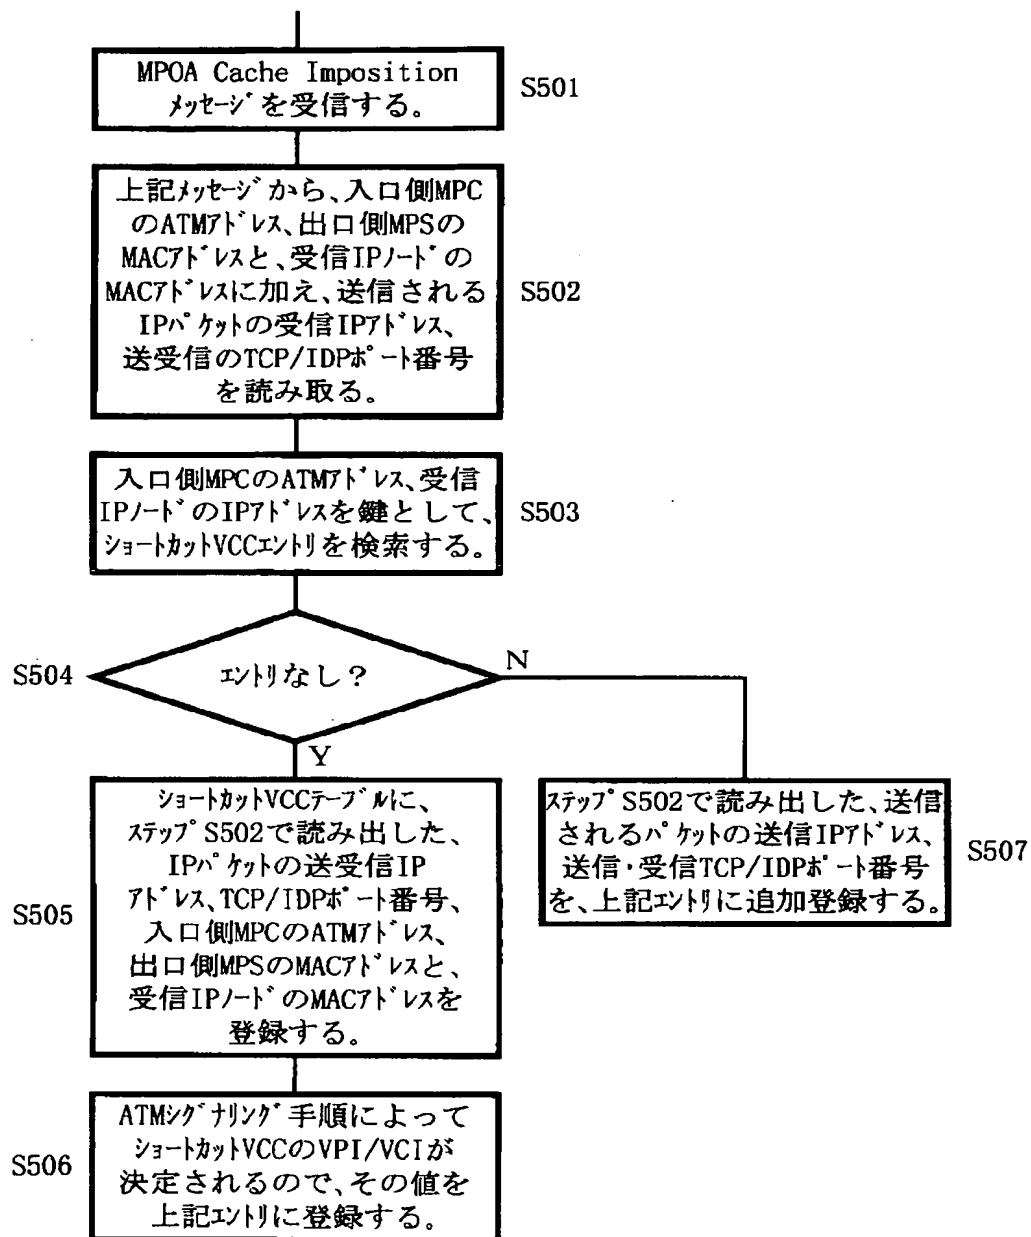 MPOA Cache Imposition
ﾒｯｾｰｼﾞを受信する。
S501
上記ﾒｯｾｰｼﾞから、入口側MPC
のATMｱﾄﾞﾚｽ、出口側MPSの
MACｱﾄﾞﾚｽと、受信IPﾉｰﾄﾞの
MACｱﾄﾞﾚｽに加え、送信される
IPﾊﾟｹｯﾄの受信IPｱﾄﾞﾚｽ、
送受信のTCP/IDPﾎﾟｰﾄ番号
を読み取る。
S502
入口側MPCのATMｱﾄﾞﾚｽ、受信
IPﾉｰﾄﾞのIPｱﾄﾞﾚｽを鍵として、
ｼｮｰﾄｶｯﾄVCCｴﾝﾄﾘを検索する。
S503
S504
ｴﾝﾄﾘなし？
N
Y
ｼｮｰﾄｶｯﾄVCCﾃｰﾌﾞﾙに、
ｽﾃｯﾌﾟS502で読み出した、
IPﾊﾟｹｯﾄの送受信IP
ｱﾄﾞﾚｽ、TCP/IDPﾎﾟｰﾄ番号、
入口側MPCのATMｱﾄﾞﾚｽ、
出口側MPSのMACｱﾄﾞﾚｽと、
受信IPﾉｰﾄﾞのMACｱﾄﾞﾚｽを
登録する。
S505
ｽﾃｯﾌﾟS502で読み出した、送信
されるﾊﾟｹｯﾄの送信IPｱﾄﾞﾚｽ、
送信･受信TCP/IDPﾎﾟｰﾄ番号
を、上記ｴﾝﾄﾘに追加登録する。
S507
ATMｼｸﾞﾅﾘﾝｸﾞ手順によって
ｼｮｰﾄｶｯﾄVCCのVPI/VCIが
決定されるので、その値を
上記ｴﾝﾄﾘに登録する。
S506